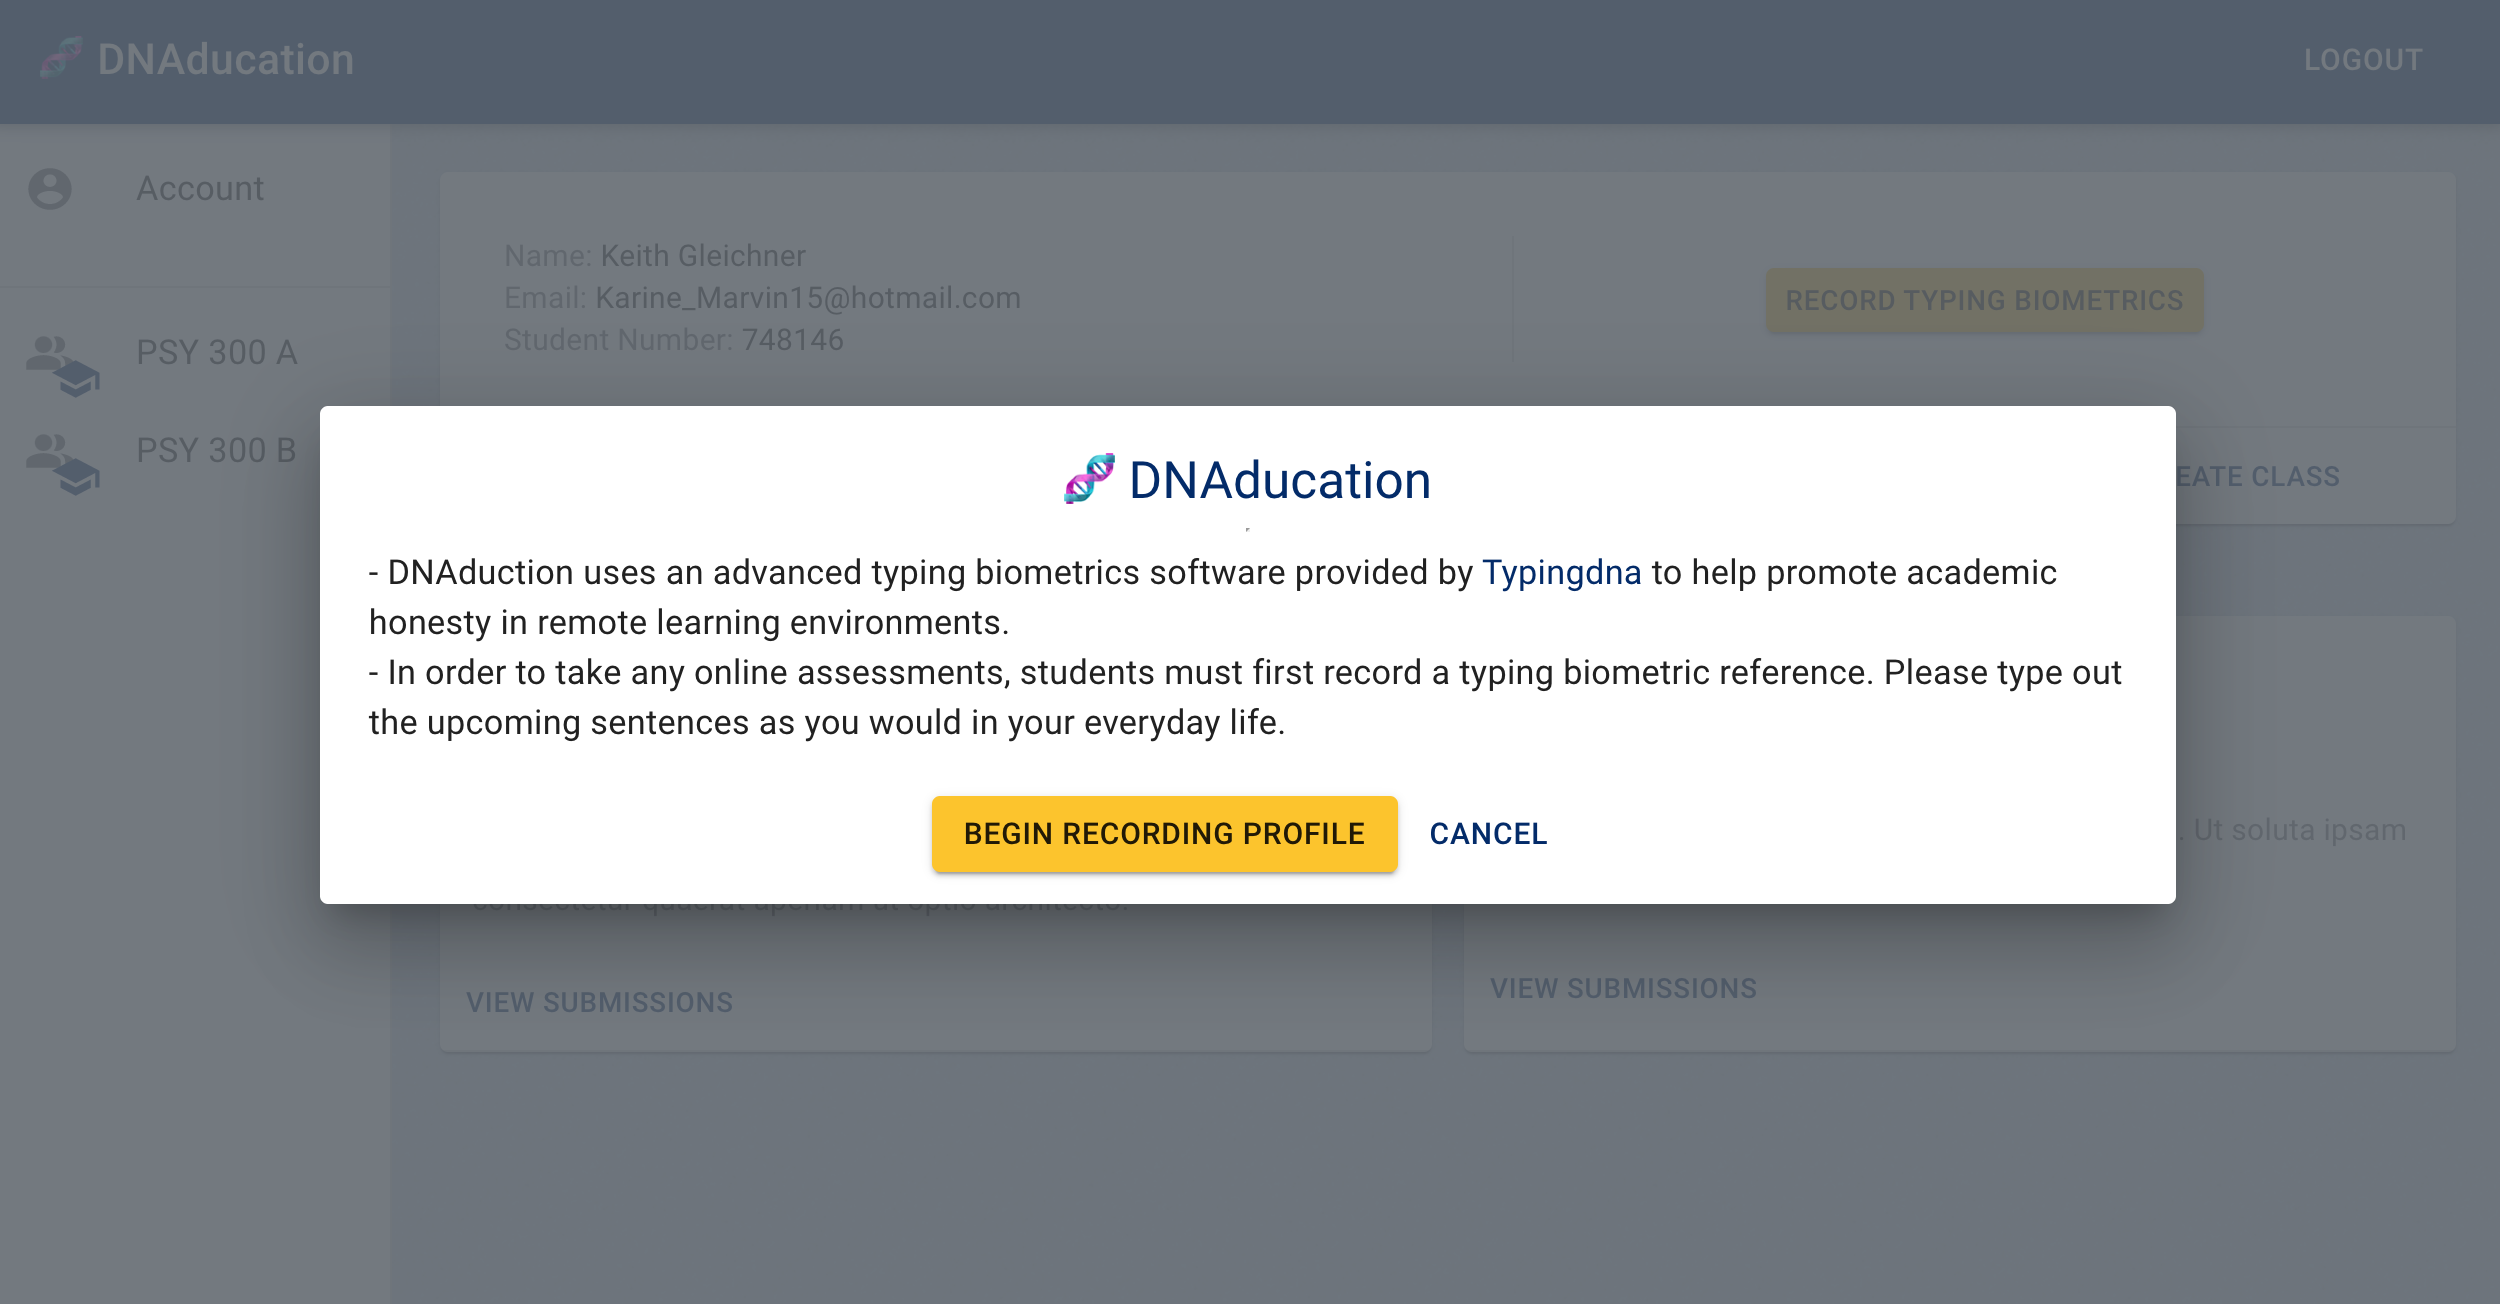 DNAducation
LOGOUT
Account
PSY 300 A
PSY 300 B
Name: Keith Gleichner
Email: Karine_Marvin15@hotmail.com
Student Number: 748146
RECORD TYPING BIOMETRICS
EATE CLASS
DNAducation
- DNAduction uses an advanced typing biometrics software provided by Typingdna to help promote academic
honesty in remote learning environments.
- In order to take any online assessments, students must first record a typing biometric reference. Please type out
the upcoming sentences as you would in your everyday life.
BEGIN RECORDING PROFILE
CANCEL
. Ut soluta ipsam
VIEW SUBMISSIONS
VIEW SUBMISSIONS